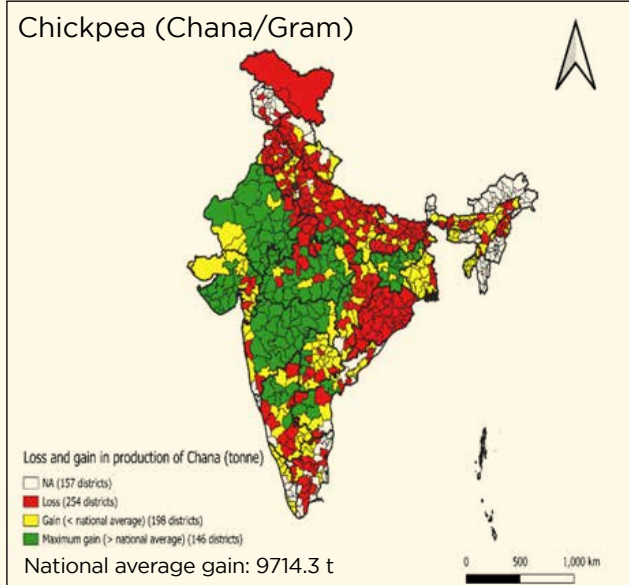 Chickpea (Chana/Gram)
Loss and gain in production of Chana (tonne)
NA (157 districts)
Loss (254 districts)
Gain (< national average) (198 districts)
Maximum gain (> national average) (146 districts)
National average gain: 9714.3 t
0 500 1,000 km